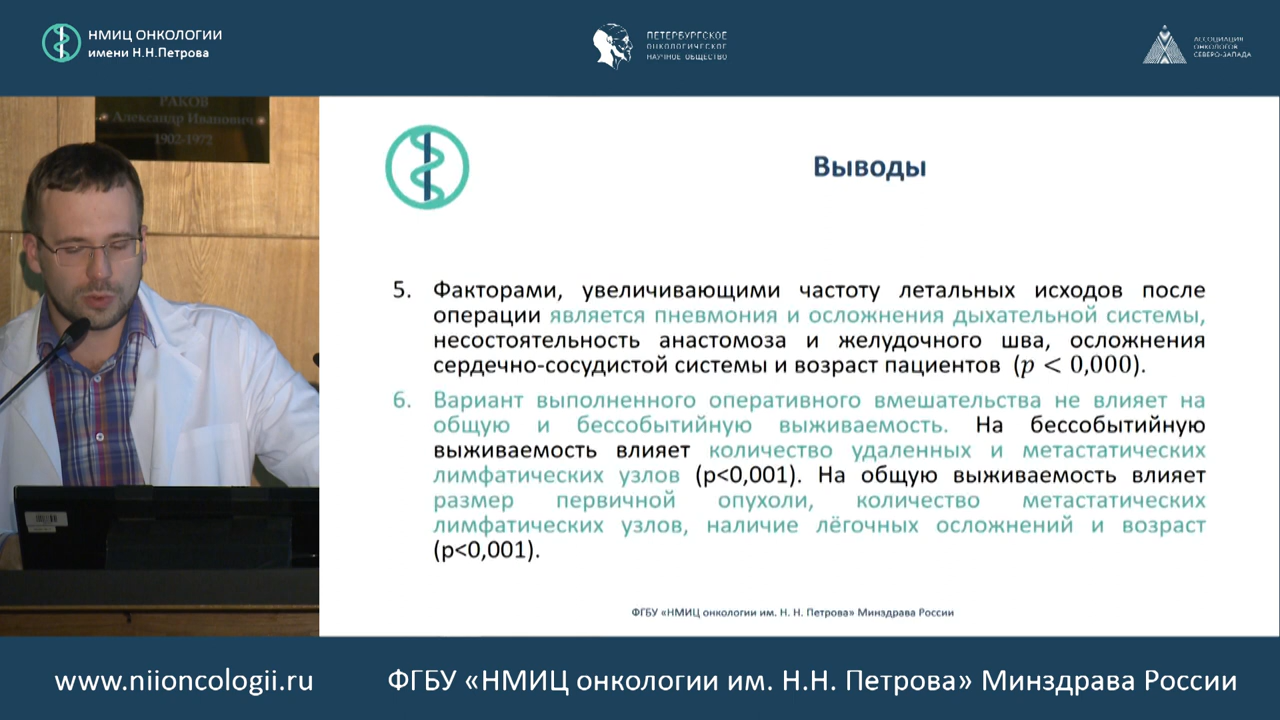 НМИЦ ОНКОЛОГИИ
имени Н.Н.Петрова
ПЕТЕРБУРГСКОЕ
ОНКОЛОГИЧЕСКОЕ
НАУЧНОЕ ОБЩЕСТВО
АССОЦИАЦИЯ
ОНКОЛОГОВ
СЕВЕРО-ЗАПАДА
РАКОВ
Александр Иванович
1902-1972
Выводы
5. Факторами, увеличивающими частоту летальных исходов после
операции является пневмония и осложнения дыхательной системы,
несостоятельность анастомоза и желудочного шва, осложнения
сердечно-сосудистой системы и возраст пациентов (p < 0,000).
6. Вариант выполненного оперативного вмешательства не влияет на
общую и бессобытийную выживаемость. На бессобытийную
выживаемость влияет количество удаленных и метастатических
лимфатических узлов (p<0,001). На общую выживаемость влияет
размер первичной опухоли, количество метастатических
лимфатических узлов, наличие лёгочных осложнений и возраст
(p<0,001).
ФГБУ «НМИЦ онкологии им. Н. Н. Петрова» Минздрава России
www.niioncologii.ru
ФГБУ «НМИЦ онкологии им. Н.Н. Петрова» Минздрава России